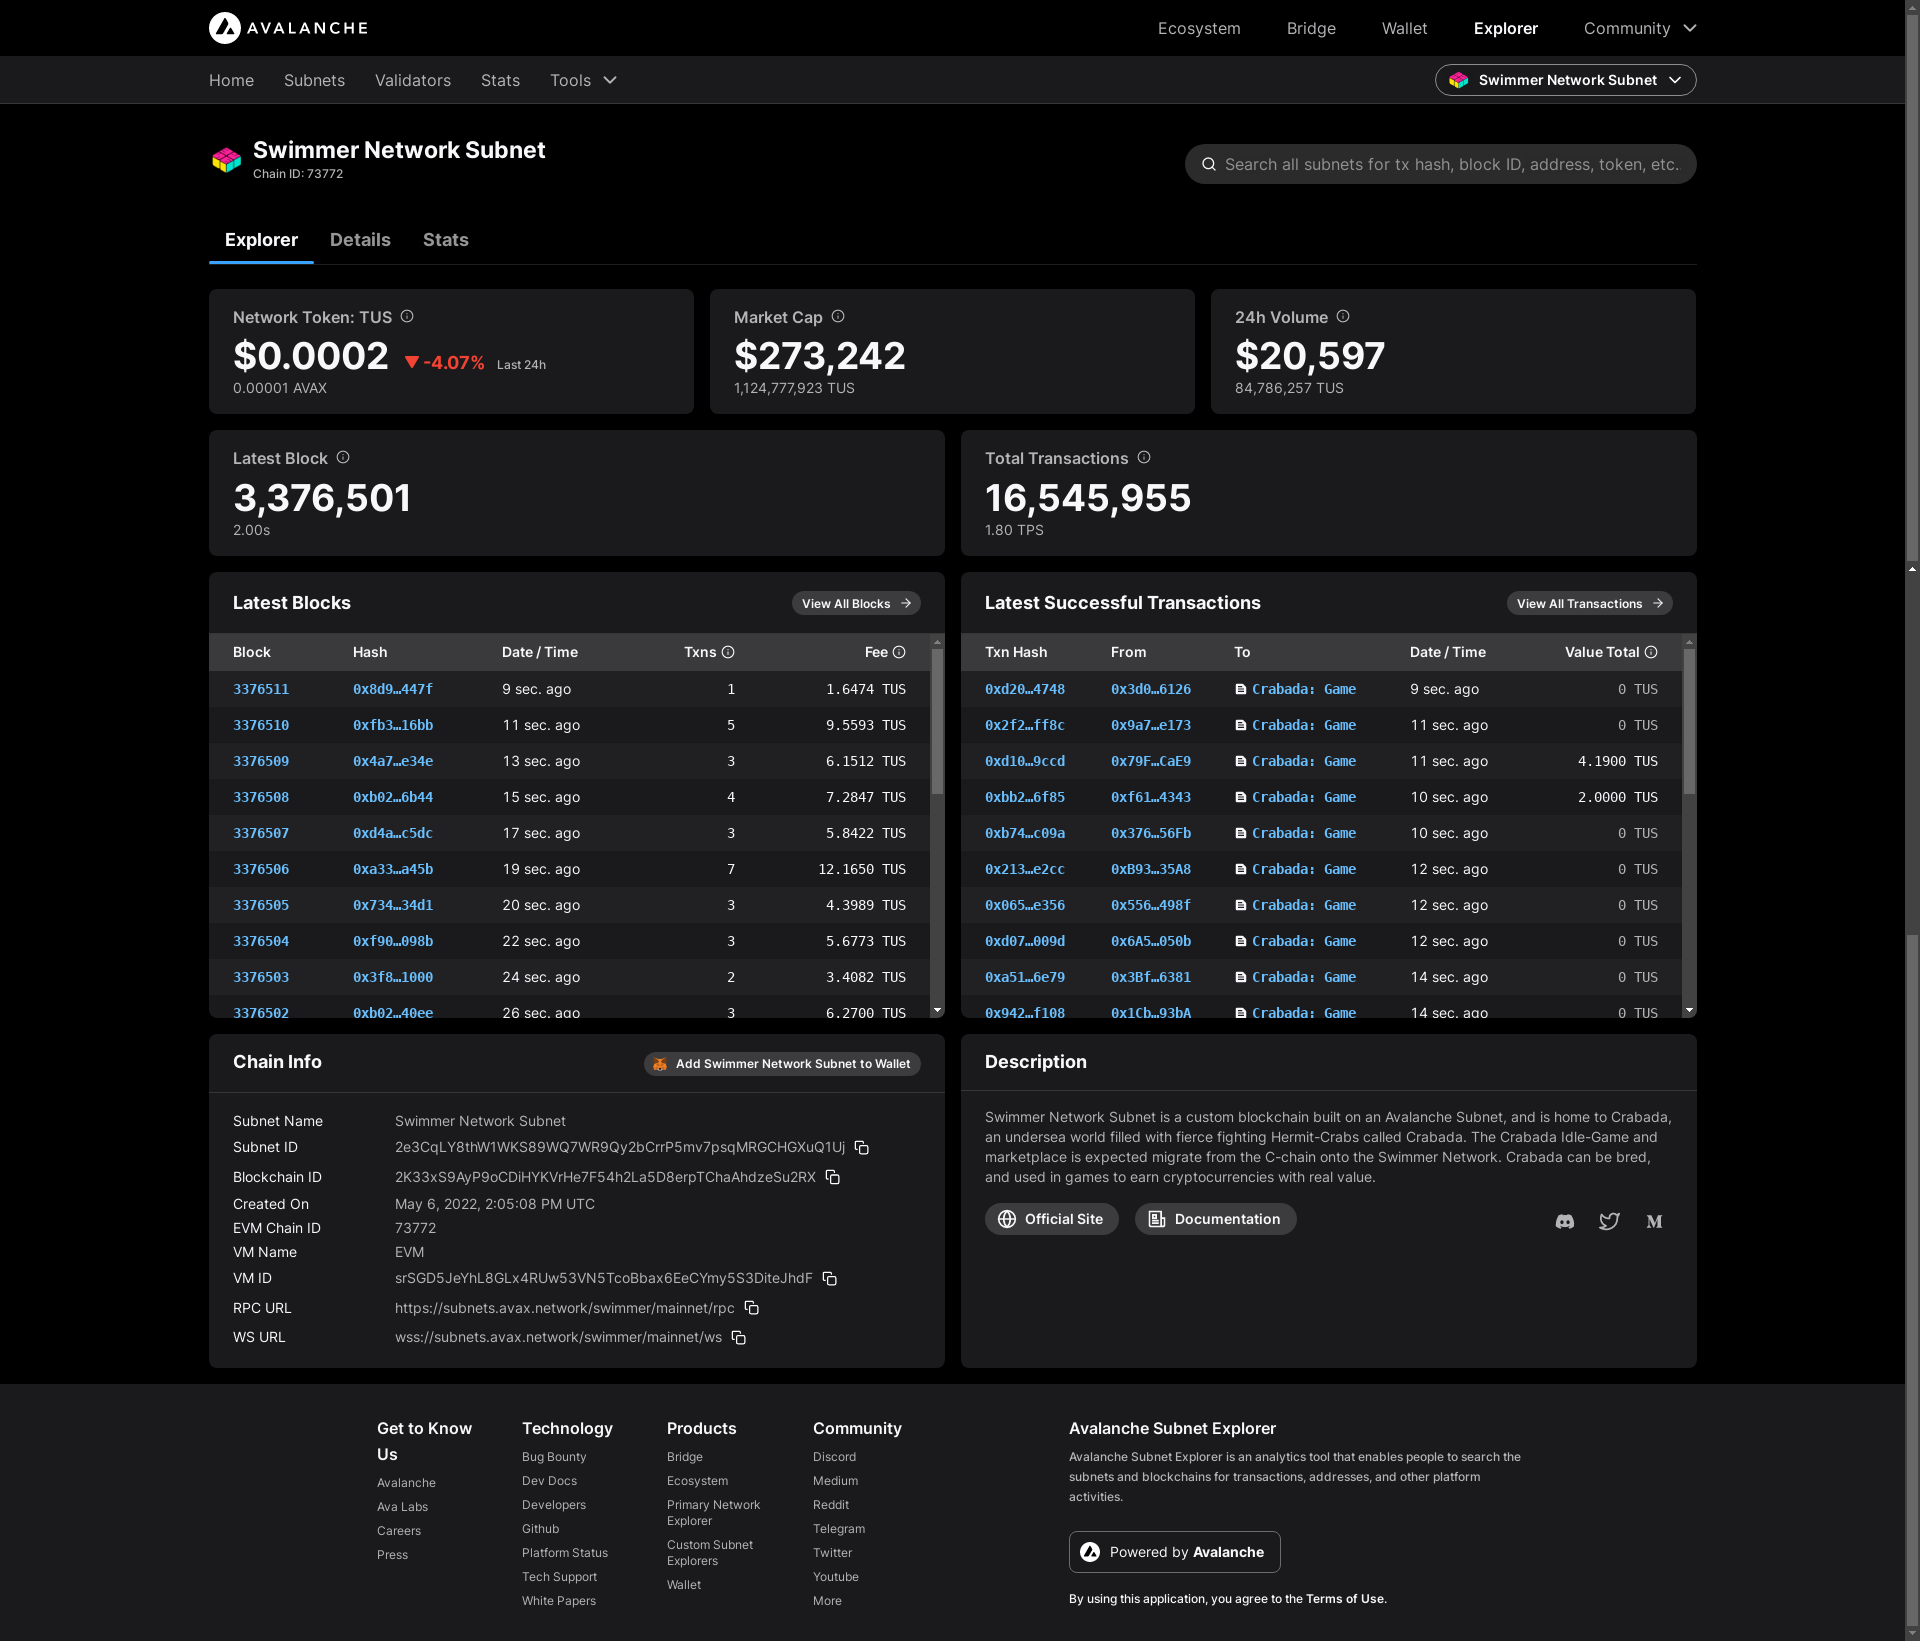 AVALANCHE
Ecosystem Bridge Wallet Explorer Community
Home Subnets Validators Stats Tools Swimmer Network Subnet
Swimmer Network Subnet
Chain ID: 73772
Search all subnets for tx hash, block ID, address, token, etc.
Explorer Details Stats
Network Token: TUS Market Cap 24h Volume
$0.0002 -4.07% Last 24h $273,242 $20,597
0.00001 AVAX 1,124,777,923 TUS 84,786,257 TUS
Latest Block Total Transactions
3,376,501 16,545,955
2.00s 1.80 TPS
Latest Blocks View All Blocks
Block Hash Date / Time Txns Fee
3376511 0x8d9…447f 9 sec. ago 1 1.6474 TUS
3376510 0xfb3…16bb 11 sec. ago 5 9.5593 TUS
3376509 0x4a7…e34e 13 sec. ago 3 6.1512 TUS
3376508 0xb02…6b44 15 sec. ago 4 7.2847 TUS
3376507 0xd4a…c5dc 17 sec. ago 3 5.8422 TUS
3376506 0xa33…a45b 19 sec. ago 7 12.1650 TUS
3376505 0x734…34d1 20 sec. ago 3 4.3989 TUS
3376504 0xf90…098b 22 sec. ago 3 5.6773 TUS
3376503 0x3f8…1000 24 sec. ago 2 3.4082 TUS
3376502 0xb02…40ee 26 sec. ago 3 6.2700 TUS
Latest Successful Transactions View All Transactions
Txn Hash From To Date / Time Value Total
0xd20…4748 0x3d0…6126 Crabada: Game 9 sec. ago 0 TUS
0x2f2…ff8c 0x9a7…e173 Crabada: Game 11 sec. ago 0 TUS
0xd10…9ccd 0x79F…CaE9 Crabada: Game 11 sec. ago 4.1900 TUS
0xbb2…6f85 0xf61…4343 Crabada: Game 10 sec. ago 2.0000 TUS
0xb74…c09a 0x376…56Fb Crabada: Game 10 sec. ago 0 TUS
0x213…e2cc 0xB93…35A8 Crabada: Game 12 sec. ago 0 TUS
0x065…e356 0x556…498f Crabada: Game 12 sec. ago 0 TUS
0xd07…009d 0x6A5…050b Crabada: Game 12 sec. ago 0 TUS
0xa51…6e79 0x3Bf…6381 Crabada: Game 14 sec. ago 0 TUS
0x942…f108 0x1Cb…93bA Crabada: Game 14 sec. ago 0 TUS
Chain Info Add Swimmer Network Subnet to Wallet
Subnet Name Swimmer Network Subnet
Subnet ID 2e3CqLY8thW1WKS89WQ7WR9Qy2bCrrP5mv7psqMRGCHGXuQ1Uj
Blockchain ID 2K33xS9AyP9oCDiHYKVrHe7F54h2La5D8erpTChaAhdzeSu2RX
Created On May 6, 2022, 2:05:08 PM UTC
EVM Chain ID 73772
VM Name EVM
VM ID srSGD5JeYhL8GLx4RUw53VN5TcoBbax6EeCYmy5S3DiteJhdF
RPC URL https://subnets.avax.network/swimmer/mainnet/rpc
WS URL wss://subnets.avax.network/swimmer/mainnet/ws
Description
Swimmer Network Subnet is a custom blockchain built on an Avalanche Subnet, and is home to Crabada,
an undersea world filled with fierce fighting Hermit-Crabs called Crabada. The Crabada Idle-Game and
marketplace is expected migrate from the C-chain onto the Swimmer Network. Crabada can be bred,
and used in games to earn cryptocurrencies with real value.
Official Site Documentation
Get to Know
Us
Avalanche
Ava Labs
Careers
Press
Technology
Bug Bounty
Dev Docs
Developers
Github
Platform Status
Tech Support
White Papers
Products
Bridge
Ecosystem
Primary Network
Explorer
Custom Subnet
Explorers
Wallet
Community
Discord
Medium
Reddit
Telegram
Twitter
Youtube
More
Avalanche Subnet Explorer
Avalanche Subnet Explorer is an analytics tool that enables people to search the
subnets and blockchains for transactions, addresses, and other platform
activities.
Powered by Avalanche
By using this application, you agree to the Terms of Use.